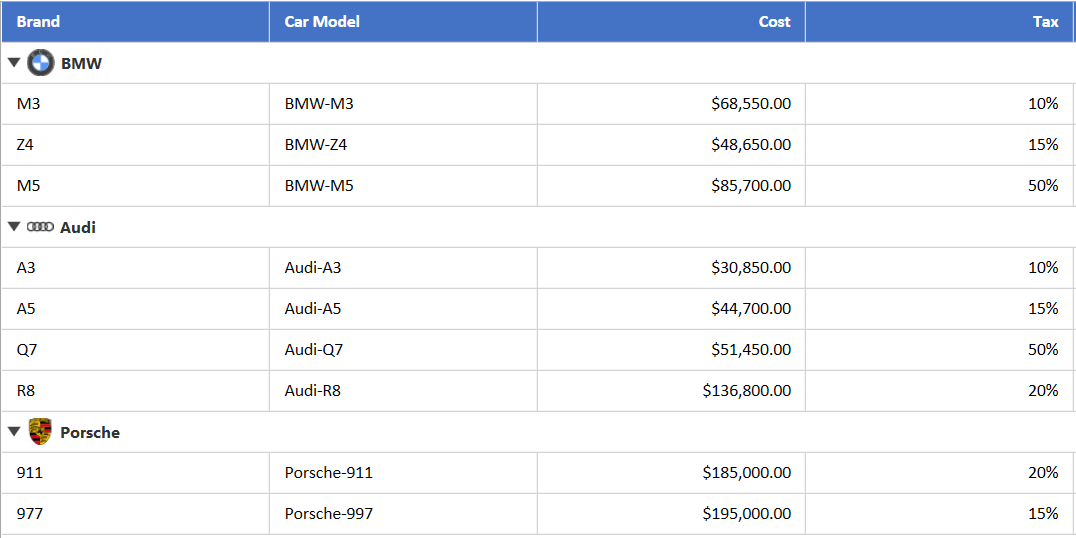 Brand Car Model Cost Tax
BMW
M3 BMW-M3 $68,550.00 10%
Z4 BMW-Z4 $48,650.00 15%
M5 BMW-M5 $85,700.00 50%
Audi
A3 Audi-A3 $30,850.00 10%
A5 Audi-A5 $44,700.00 15%
Q7 Audi-Q7 $51,450.00 50%
R8 Audi-R8 $136,800.00 20%
Porsche
911 Porsche-911 $185,000.00 20%
977 Porsche-997 $195,000.00 15%